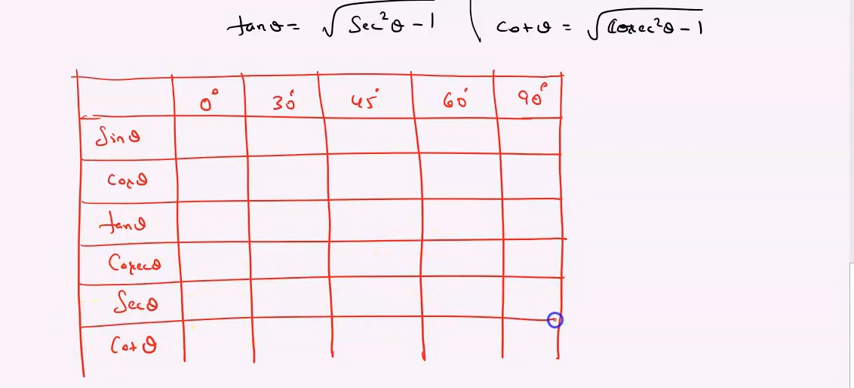 tanθ = √(Sec²θ - 1) | Cotθ = √(Cosec²θ - 1)
0° 30° 45° 60° 90°
Sinθ
Cosθ
tanθ
Cosecθ
Secθ
Cotθ